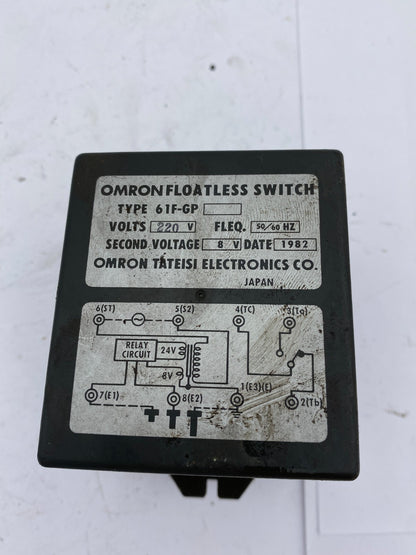 OMRON FLOATLESS SWITCH
TYPE 61F-GP
VOLTS 220 V FLEQ. 50/60 HZ
SECOND VOLTAGE 8 V DATE 1982
OMRON TATEISI ELECTRONICS CO.
JAPAN
6(ST) 5(S2) 4(TC) 3(Ta)
RELAY CIRCUIT 24V
8V
7(E1) 8(E2) 1(E3)(E) 2(Tb)